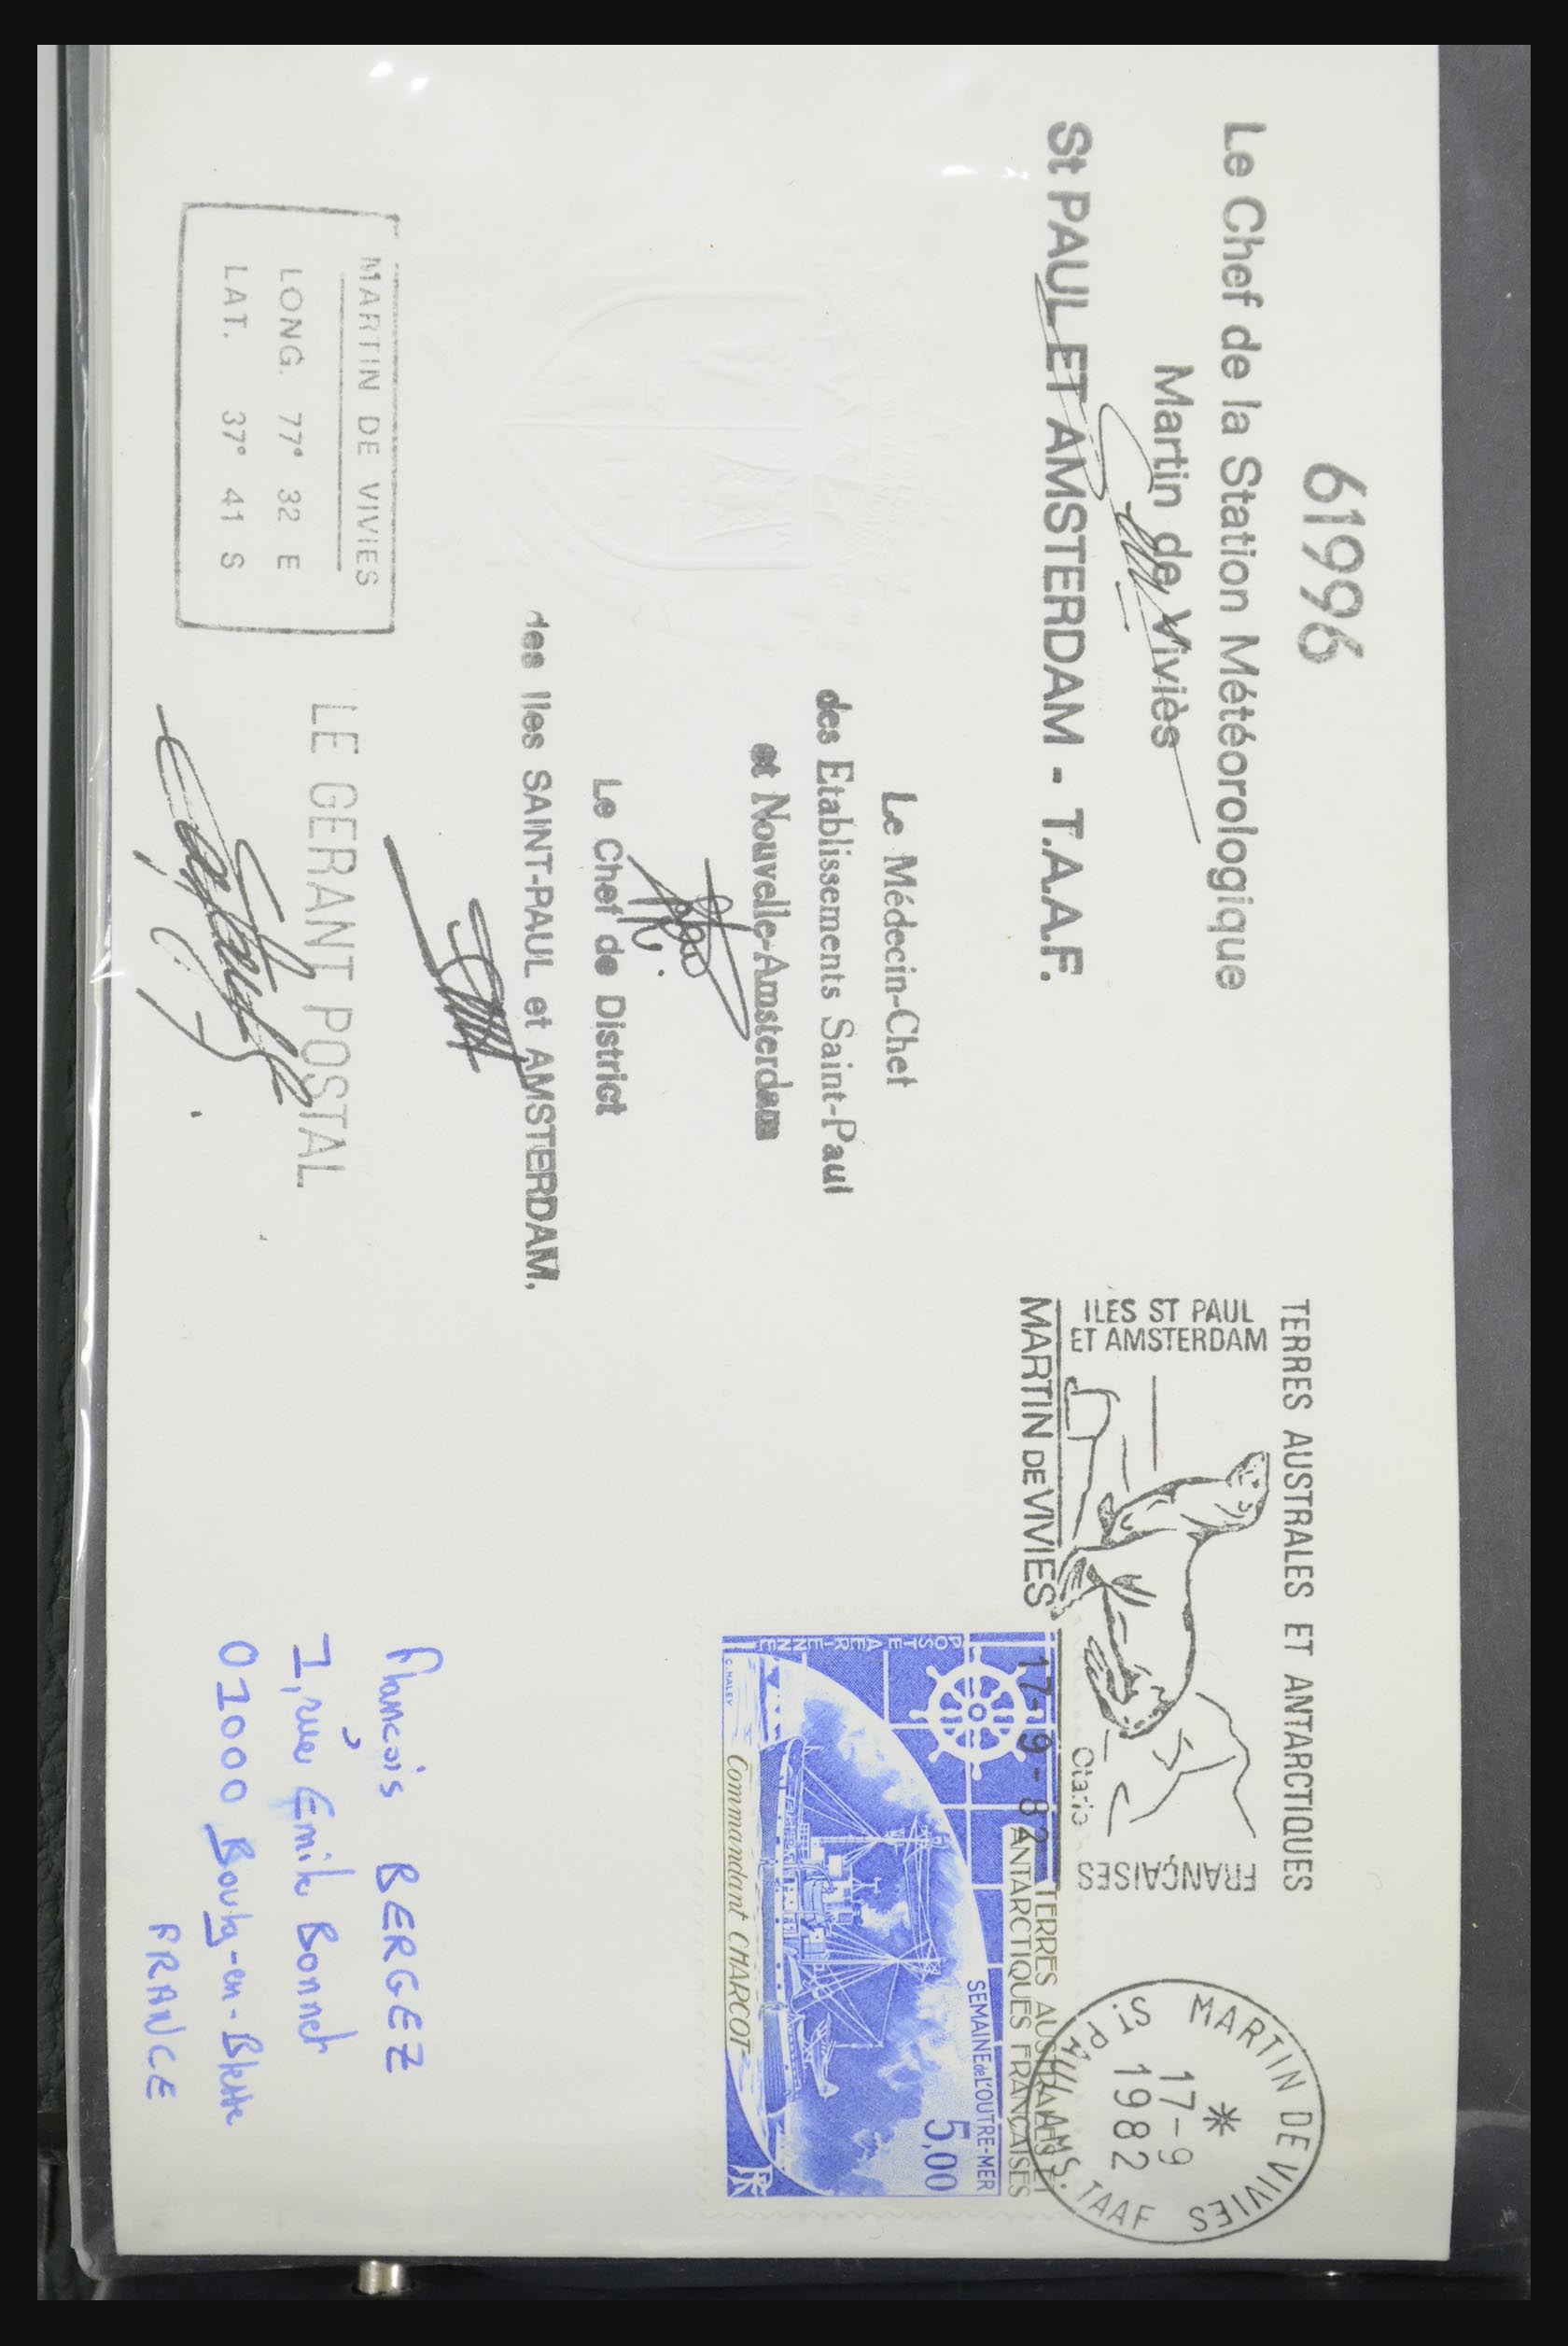 61996
Le Chef de la Station Météorologique
Martin de Viviès
St PAUL ET AMSTERDAM - T.A.A.F.
Le Médecin-Chef
des Etablissements Saint-Paul
et Nouvelle-Amsterdam
Le Chef de District
des Iles SAINT-PAUL et AMSTERDAM.
LE GERANT POSTAL
MARTIN DE VIVIES
LONG. 77° 32 E
LAT. 37° 41 S
TERRES AUSTRALES ET ANTARCTIQUES
FRANÇAISES
ILES ST PAUL
ET AMSTERDAM
Otarie
MARTIN DE VIVIES 17-9-82
MARTIN DE VIVIES
17-9
1982
St PAUL AMS. TAAF
TERRES AUSTRALES ET
ANTARCTIQUES FRANÇAISES
SEMAINE de L'OUTRE-MER
5,00
POSTE AERIENNE
Commandant CHARCOT
C. HALEY
RF
François BERGEZ
1, rue Emile Bonnet
01000 Bourg-en-Bresse
FRANCE